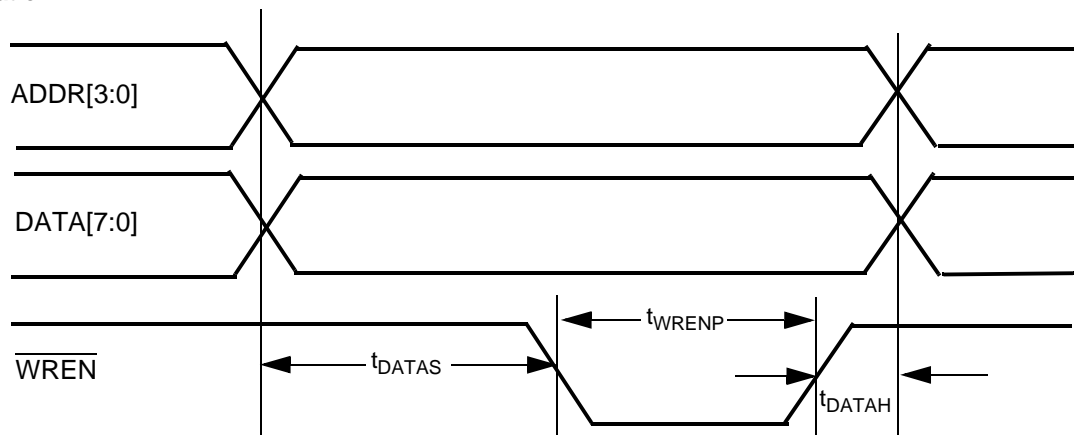 ADDR[3:0]
DATA[7:0]
tWRENP
WREN
tDATAS
tDATAH